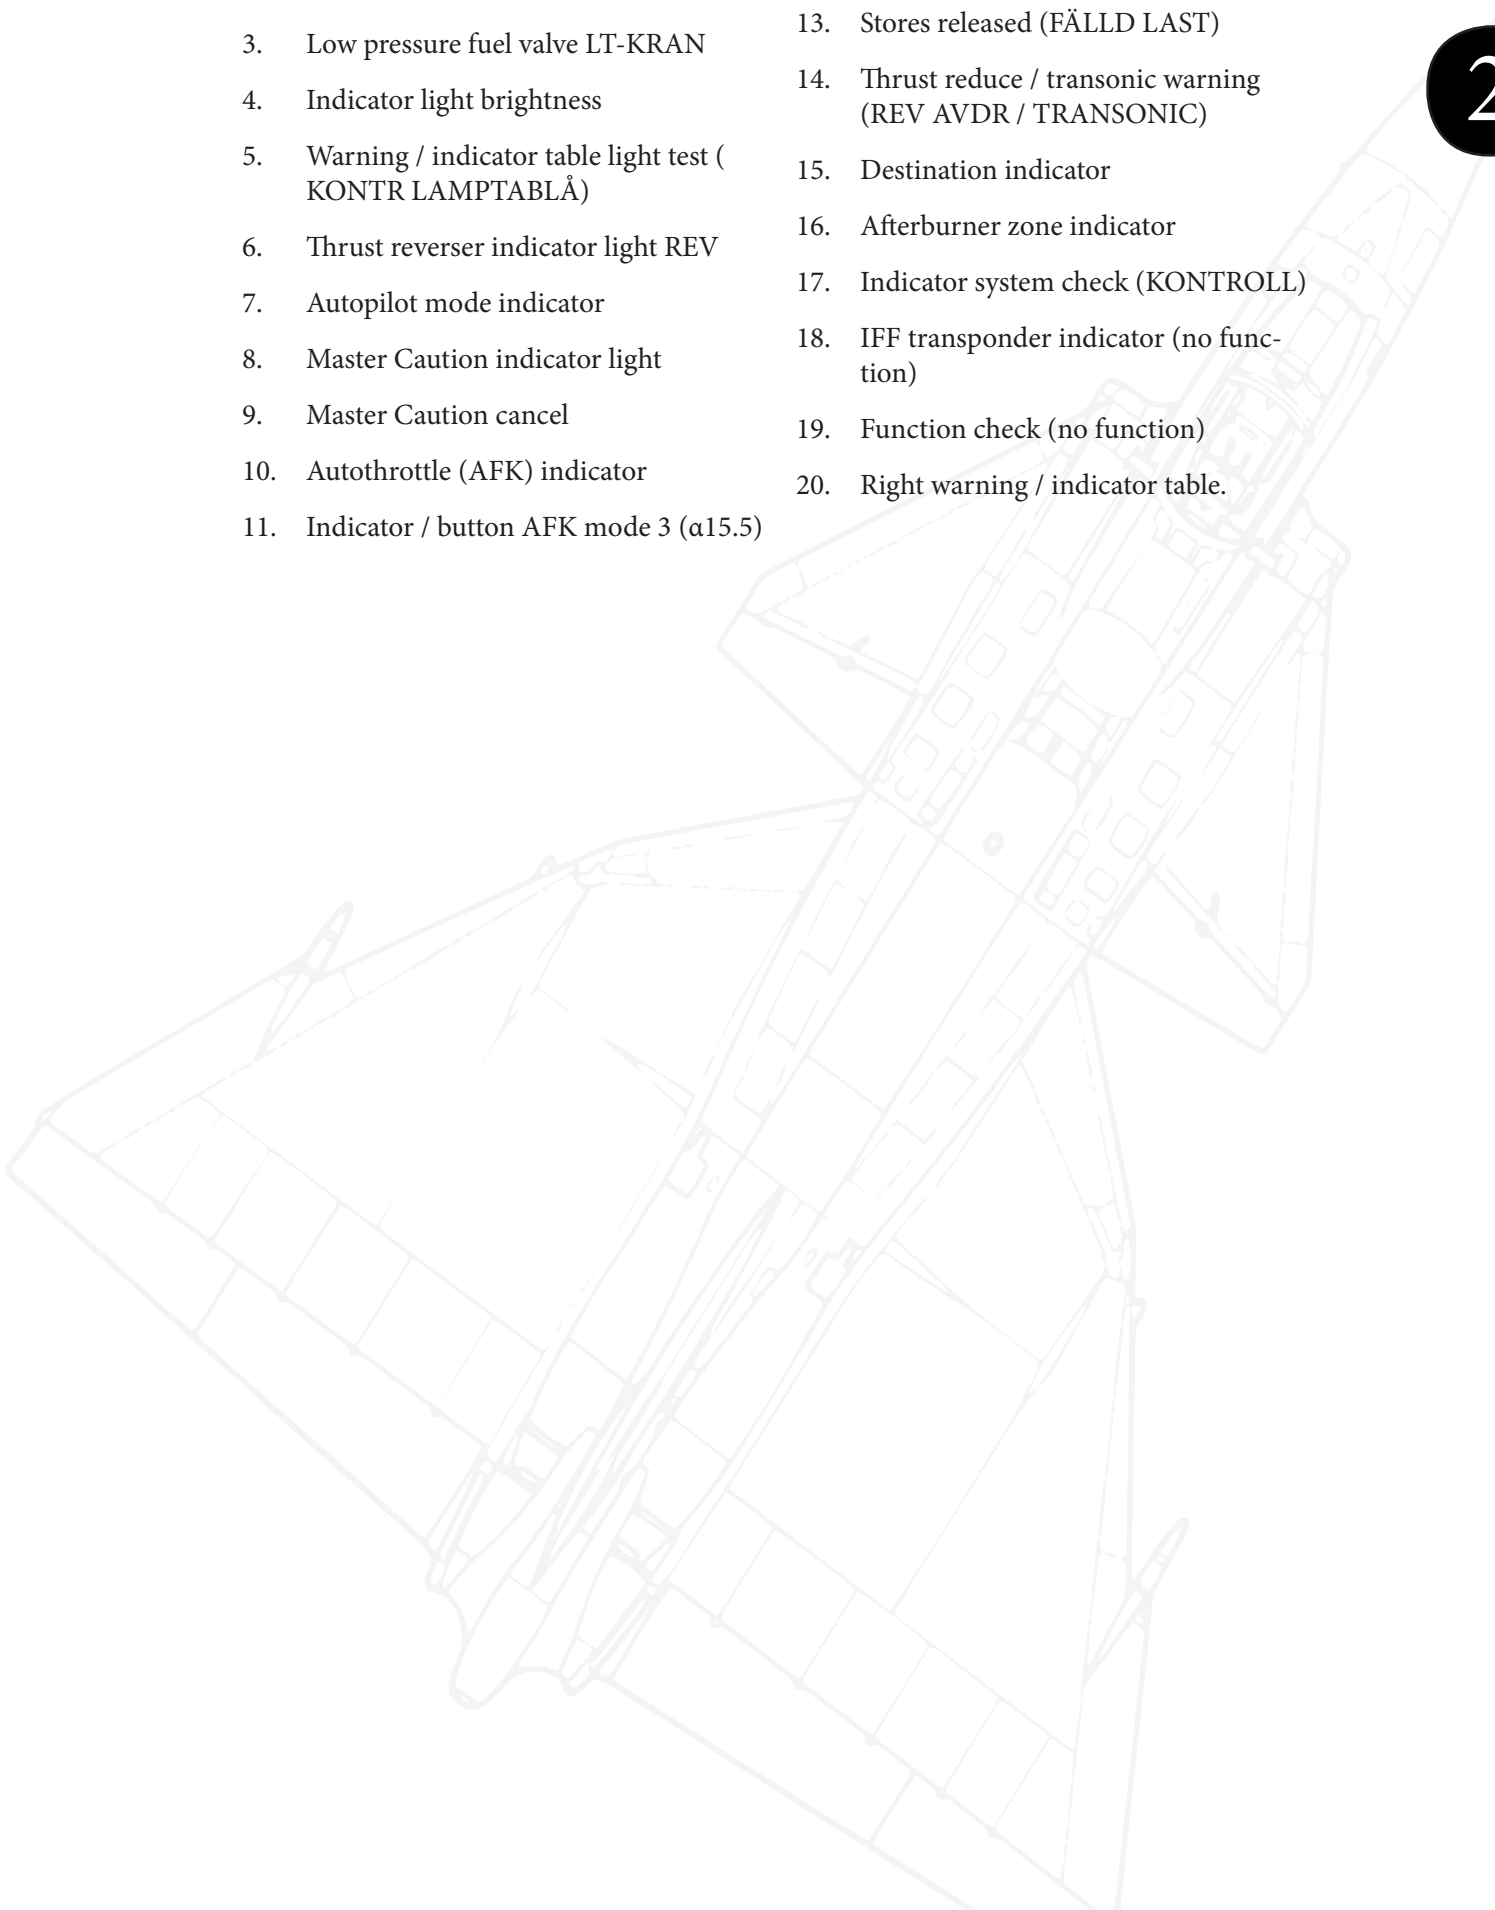 3. Low pressure fuel valve LT-KRAN
4. Indicator light brightness
5. Warning / indicator table light test (
KONTR LAMPTABLÅ)
6. Thrust reverser indicator light REV
7. Autopilot mode indicator
8. Master Caution indicator light
9. Master Caution cancel
10. Autothrottle (AFK) indicator
11. Indicator / button AFK mode 3 (α15.5)
13. Stores released (FÄLLD LAST)
14. Thrust reduce / transonic warning
(REV AVDR / TRANSONIC)
15. Destination indicator
16. Afterburner zone indicator
17. Indicator system check (KONTROLL)
18. IFF transponder indicator (no func-
tion)
19. Function check (no function)
20. Right warning / indicator table.
2